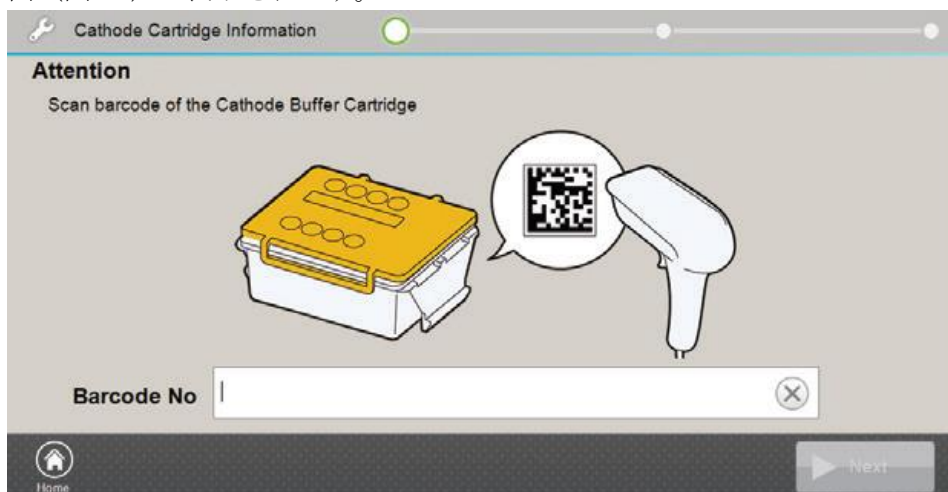 Cathode Cartridge Information
Attention
Scan barcode of the Cathode Buffer Cartridge
Barcode No
Home
Next